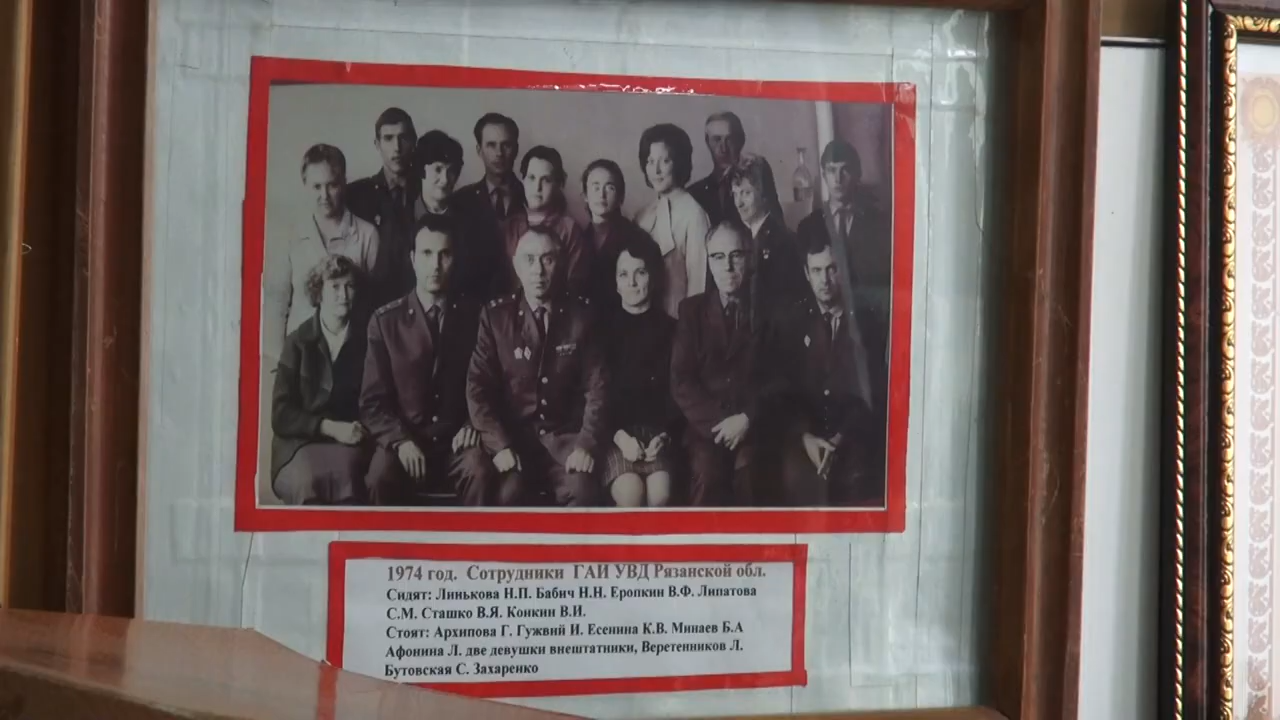 1974 год. Сотрудники ГАИ УВД Рязанской обл.
Сидят: Линькова Н.П. Бабич Н.Н. Еропкин В.Ф. Липатова
С.М. Сташко В.Я. Конкин В.И.
Стоят: Архипова Г. Гужвий И. Есенина К.В. Минаев Б.А
Афонина Л. две девушки внештатники, Веретенников Л.
Бутовская С. Захаренко